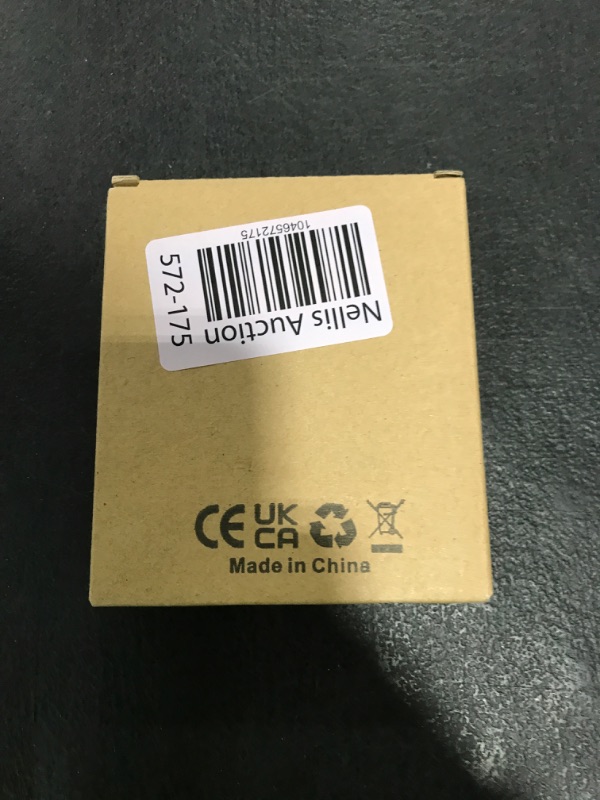 1046572175
Nellis Auction
572-175
CE UK
CA
Made in China